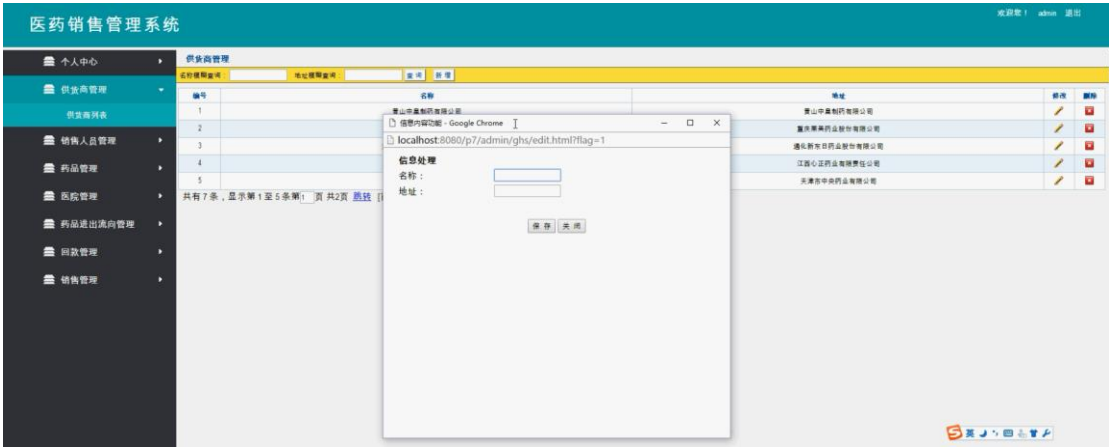 医药销售管理系统
欢迎您！ admin 退出
个人中心
供货商管理
供货商列表
销售人员管理
药品管理
医院管理
药品进出流向管理
回款管理
销售管理
供货商管理
名称模糊查询： 地址模糊查询： 查 询 新 增
编号 名称 地址 修改 删除
1 黄山中皇制药有限公司 黄山中皇制药有限公司
2 药业股份有限公司
3 通化新东日药业股份有限公司
4 江西心正药业有限责任公司
5 天津市中央药业有限公司
共有7条，显示第1至5条第1 页 共2页 跳转
信息内容功能 - Google Chrome
localhost:8080/p7/admin/ghs/edit.html?flag=1
信息处理
名称：
地址：
保 存 关 闭
英